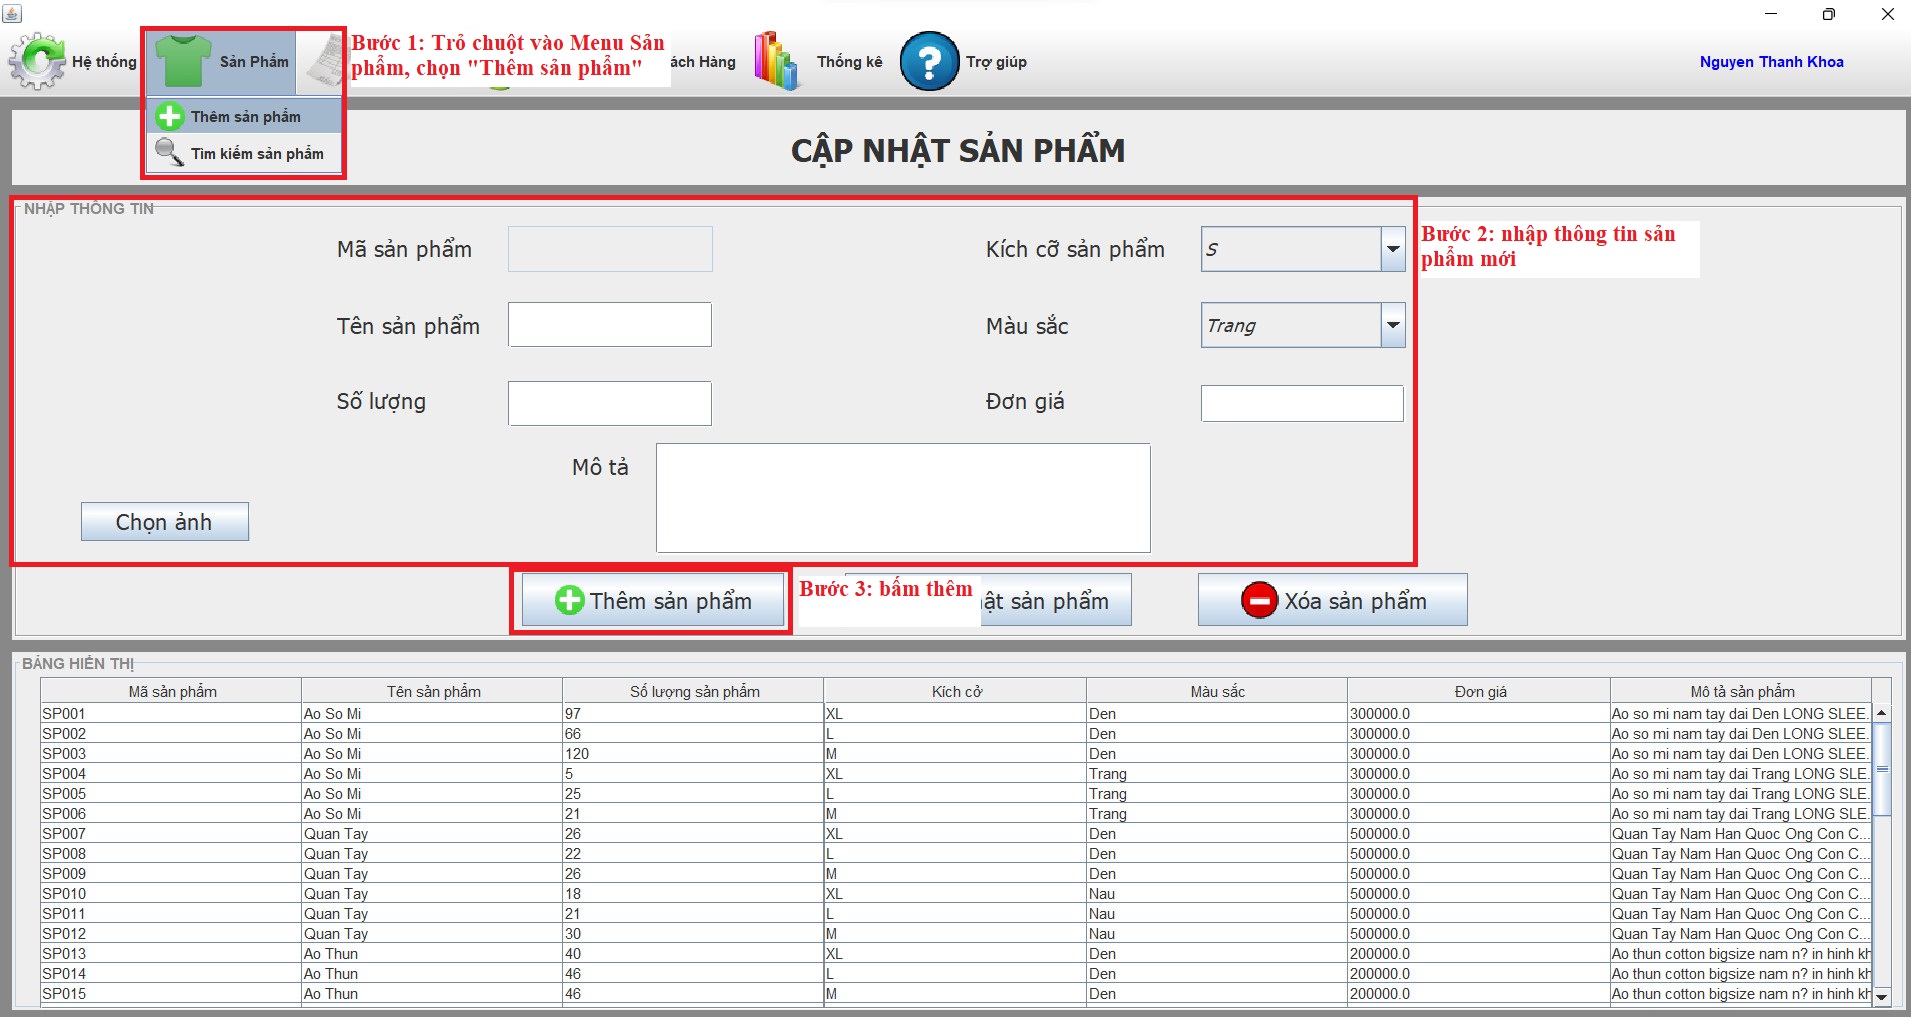 Hệ thống
Sản Phẩm
Bước 1: Trỏ chuột vào Menu Sản
phẩm, chọn "Thêm sản phẩm"
ách Hàng
Thống kê
Trợ giúp
Nguyen Thanh Khoa
Thêm sản phẩm
Tìm kiếm sản phẩm
CẬP NHẬT SẢN PHẨM
NHẬP THÔNG TIN
Mã sản phẩm
Kích cỡ sản phẩm
S
Bước 2: nhập thông tin sản
phẩm mới
Tên sản phẩm
Màu sắc
Trang
Số lượng
Đơn giá
Mô tả
Chọn ảnh
Thêm sản phẩm
Bước 3: bấm thêm
ật sản phẩm
Xóa sản phẩm
BẢNG HIỂN THỊ
Mã sản phẩm Tên sản phẩm Số lượng sản phẩm Kích cở Màu sắc Đơn giá Mô tả sản phẩm
SP001 Ao So Mi 97 XL Den 300000.0 Ao so mi nam tay dai Den LONG SLEE...
SP002 Ao So Mi 66 L Den 300000.0 Ao so mi nam tay dai Den LONG SLEE...
SP003 Ao So Mi 120 M Den 300000.0 Ao so mi nam tay dai Den LONG SLEE...
SP004 Ao So Mi 5 XL Trang 300000.0 Ao so mi nam tay dai Trang LONG SLE...
SP005 Ao So Mi 25 L Trang 300000.0 Ao so mi nam tay dai Trang LONG SLE...
SP006 Ao So Mi 21 M Trang 300000.0 Ao so mi nam tay dai Trang LONG SLE...
SP007 Quan Tay 26 XL Den 500000.0 Quan Tay Nam Han Quoc Ong Con C...
SP008 Quan Tay 22 L Den 500000.0 Quan Tay Nam Han Quoc Ong Con C...
SP009 Quan Tay 26 M Den 500000.0 Quan Tay Nam Han Quoc Ong Con C...
SP010 Quan Tay 18 XL Nau 500000.0 Quan Tay Nam Han Quoc Ong Con C...
SP011 Quan Tay 21 L Nau 500000.0 Quan Tay Nam Han Quoc Ong Con C...
SP012 Quan Tay 30 M Nau 500000.0 Quan Tay Nam Han Quoc Ong Con C...
SP013 Ao Thun 40 XL Den 200000.0 Ao thun cotton bigsize nam n? in hinh kh
SP014 Ao Thun 46 L Den 200000.0 Ao thun cotton bigsize nam n? in hinh kh
SP015 Ao Thun 46 M Den 200000.0 Ao thun cotton bigsize nam n? in hinh kh